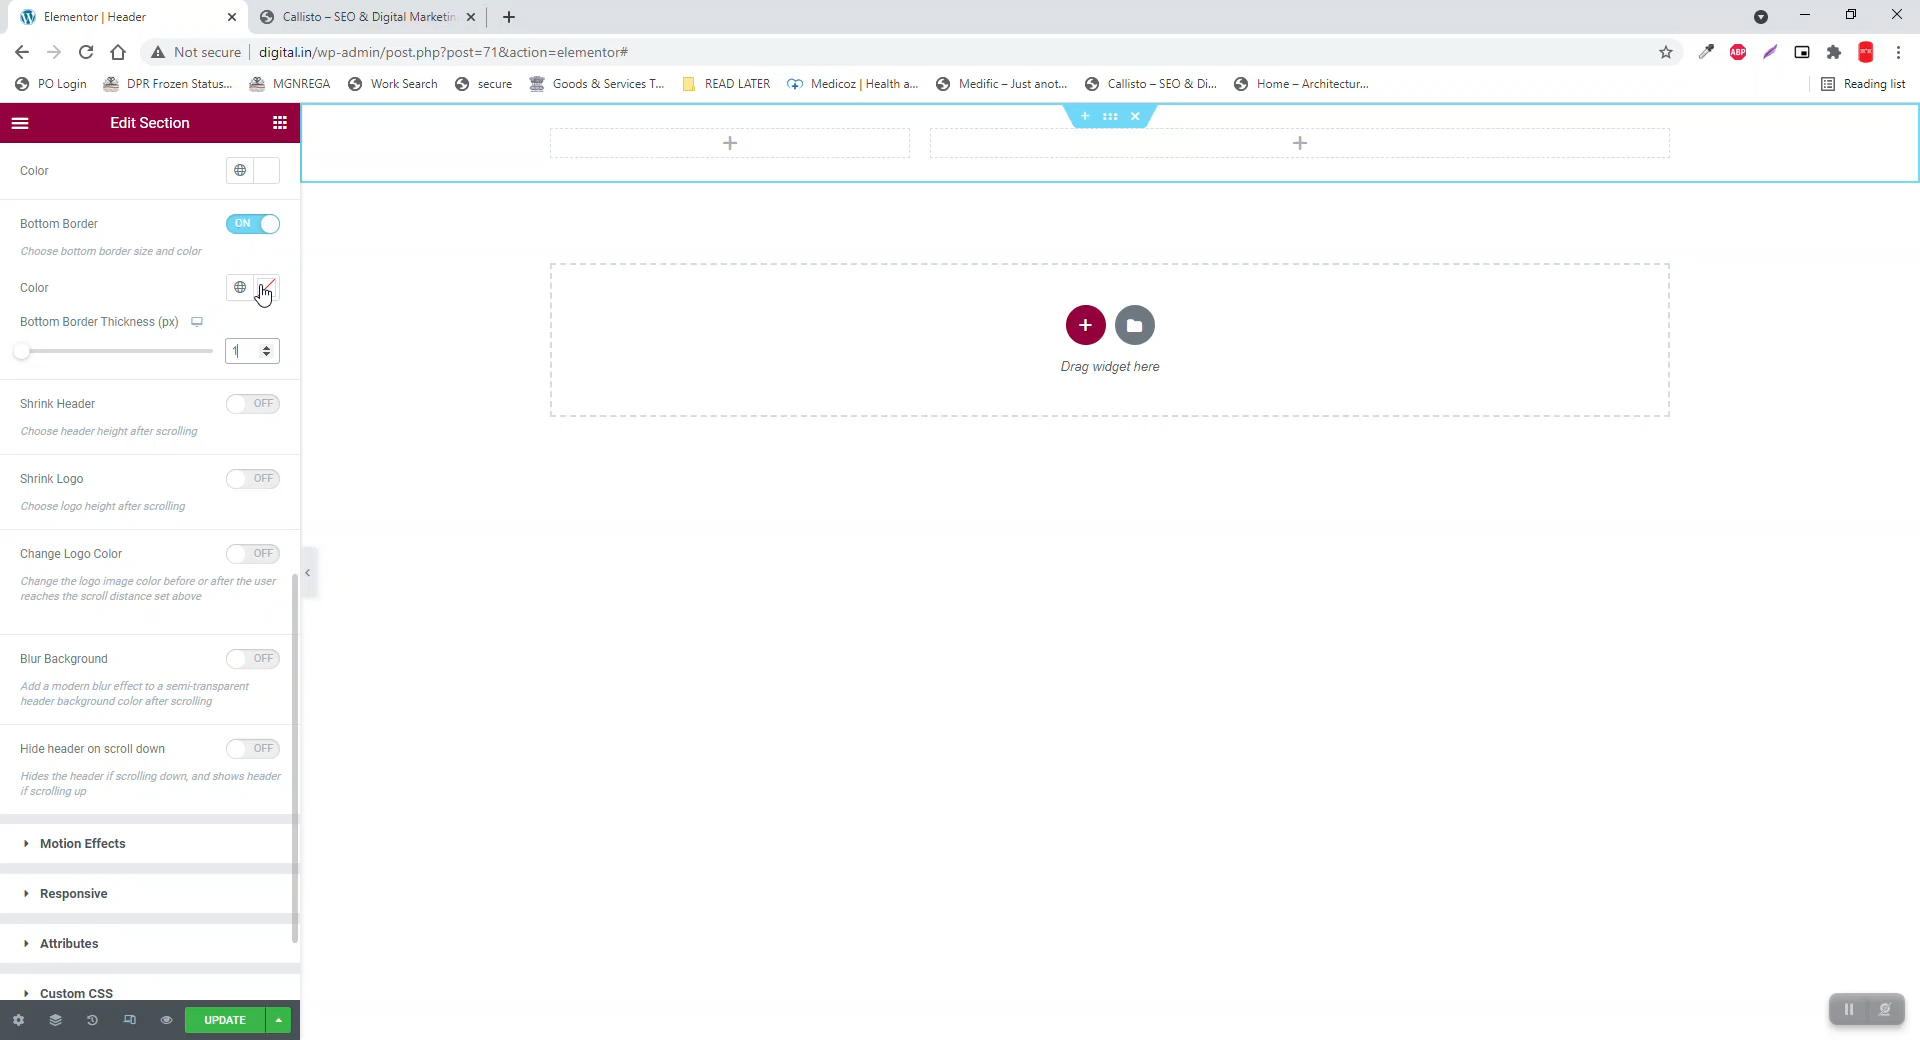 Elementor | Header
Callisto – SEO & Digital Marketin
Not secure
digital.in/wp-admin/post.php?post=71&action=elementor#
PO Login
DPR Frozen Status...
MGNREGA
Work Search
secure
Goods & Services T...
READ LATER
Medicoz | Health a...
Medific – Just anot...
Callisto – SEO & Di...
Home – Architectur...
Reading list
ABP
Edit Section
Color
Bottom Border
ON
Choose bottom border size and color
Color
Bottom Border Thickness (px)
1
Shrink Header
OFF
Choose header height after scrolling
Shrink Logo
OFF
Choose logo height after scrolling
Change Logo Color
OFF
Change the logo image color before or after the user
reaches the scroll distance set above
Blur Background
OFF
Add a modern blur effect to a semi-transparent
header background color after scrolling
Hide header on scroll down
OFF
Hides the header if scrolling down, and shows header
if scrolling up
Motion Effects
Responsive
Attributes
Custom CSS
UPDATE
Drag widget here